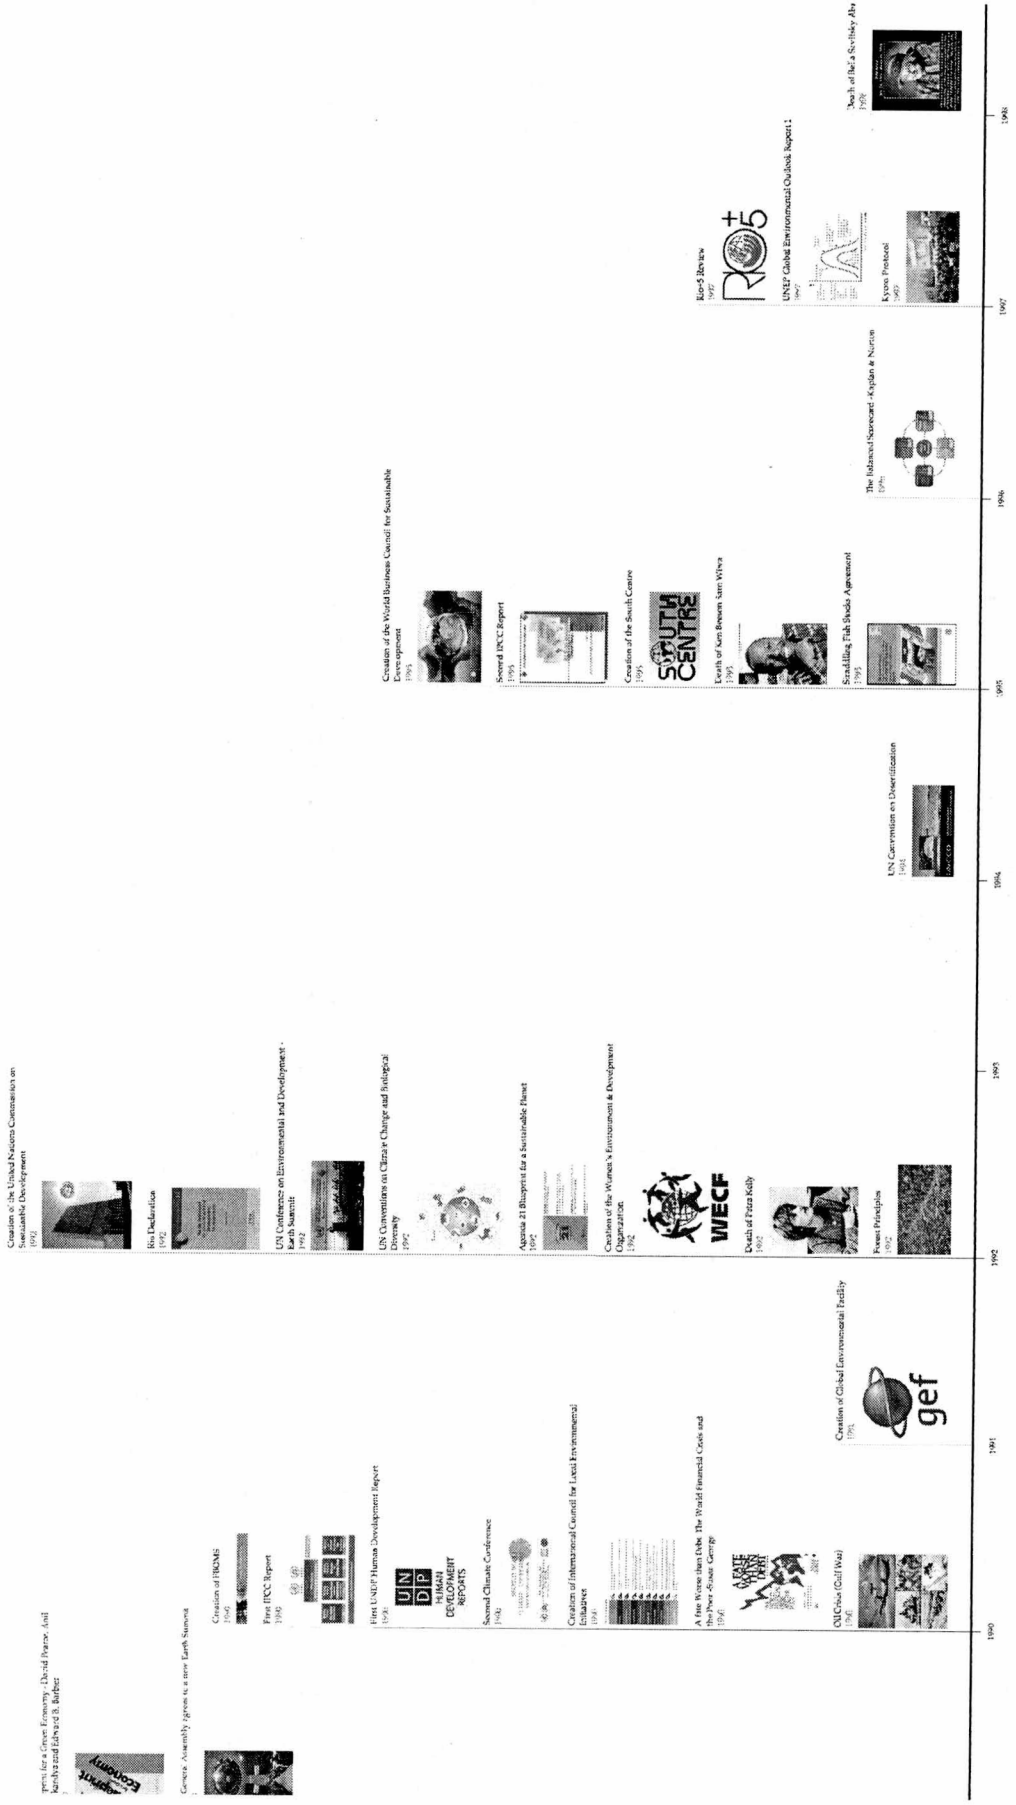 for a Green Economy - David Pearce, Anil
and Edward B. Barbier
Economy
General Assembly agrees to a new Earth Summit
Creation of
1990
First IPCC Report
1990
First UNDP Human Development Report
1990
UN
DP
HUMAN
DEVELOPMENT
REPORTS
Second Climate Conference
1990
Creation of International Council for Local Environmental
Initiatives
1990
A Fate Worse than Debt The World Financial Crisis and
the Poor -Susan George
1990
A FATE
WORSE
THAN
DEBT
Oil Crisis (Gulf War)
1990
1990
Creation of Global Environmental Facility
1991
gef
1991
Creation of the United Nations Commission on
Sustainable Development
1992
Rio Declaration
1992
UN Conference on Environmental and Development -
Earth Summit
1992
UN Conventions on Climate Change and Biological
Diversity
1992
Agenda 21 Blueprint for a Sustainable Planet
1992
21
Creation of the Women's Environment & Develpment
Organization
1992
WECF
Death of Petra Kelly
1992
Forest Principles
1992
1992
1993
UN Convention on Desertification
1994
1994
Creation of the World Business Council for Sustainable
Development
1995
Second IPCC Report
1995
Creation of the South Centre
1995
SOUTH
CENTRE
Death of Ken Beeson Saro Wiwa
1995
Straddling Fish Stocks Agreement
1995
1995
The Balanced Scorecard -Kaplan & Norton
1996
1996
Rio+5 Review
1997
RIO+5
UNEP Global Environmental Outlook Report 1
1997
Kyoto Protocol
1997
1997
Death of Bella Savitsky Abz
1998
1998